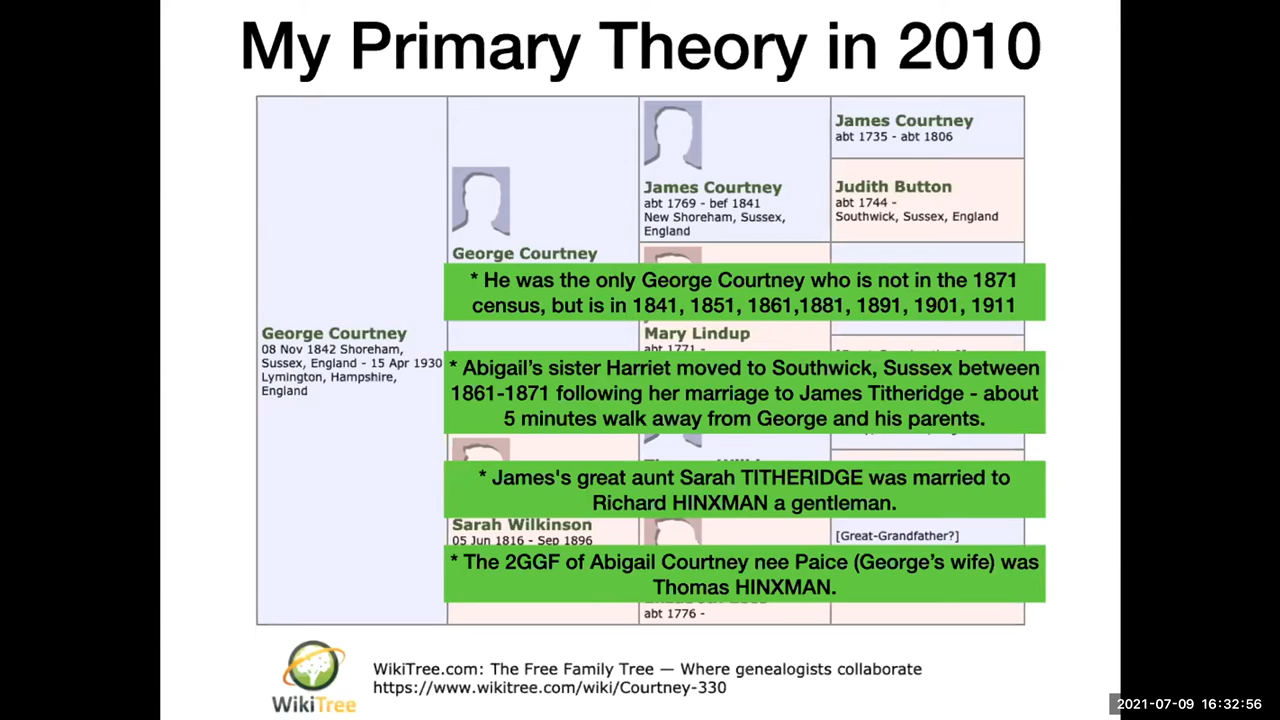 My Primary Theory in 2010
James Courtney
abt 1735 - abt 1806
James Courtney
abt 1769 - bef 1841
New Shoreham, Sussex,
England
Judith Button
abt 1744 -
Southwick, Sussex, England
George Courtney
* He was the only George Courtney who is not in the 1871
census, but is in 1841, 1851, 1861,1881, 1891, 1901, 1911
George Courtney
08 Nov 1842 Shoreham,
Sussex, England - 15 Apr 1930
Lymington, Hampshire,
England
Mary Lindup
abt 1771 -
* Abigail's sister Harriet moved to Southwick, Sussex between
1861-1871 following her marriage to James Titheridge - about
5 minutes walk away from George and his parents.
* James's great aunt Sarah TITHERIDGE was married to
Richard HINXMAN a gentleman.
Sarah Wilkinson
05 Jun 1816 - Sep 1896
[Great-Grandfather?]
* The 2GGF of Abigail Courtney nee Paice (George's wife) was
Thomas HINXMAN.
abt 1776 -
WikiTree
WikiTree.com: The Free Family Tree — Where genealogists collaborate
https://www.wikitree.com/wiki/Courtney-330
2021-07-09 16:32:56